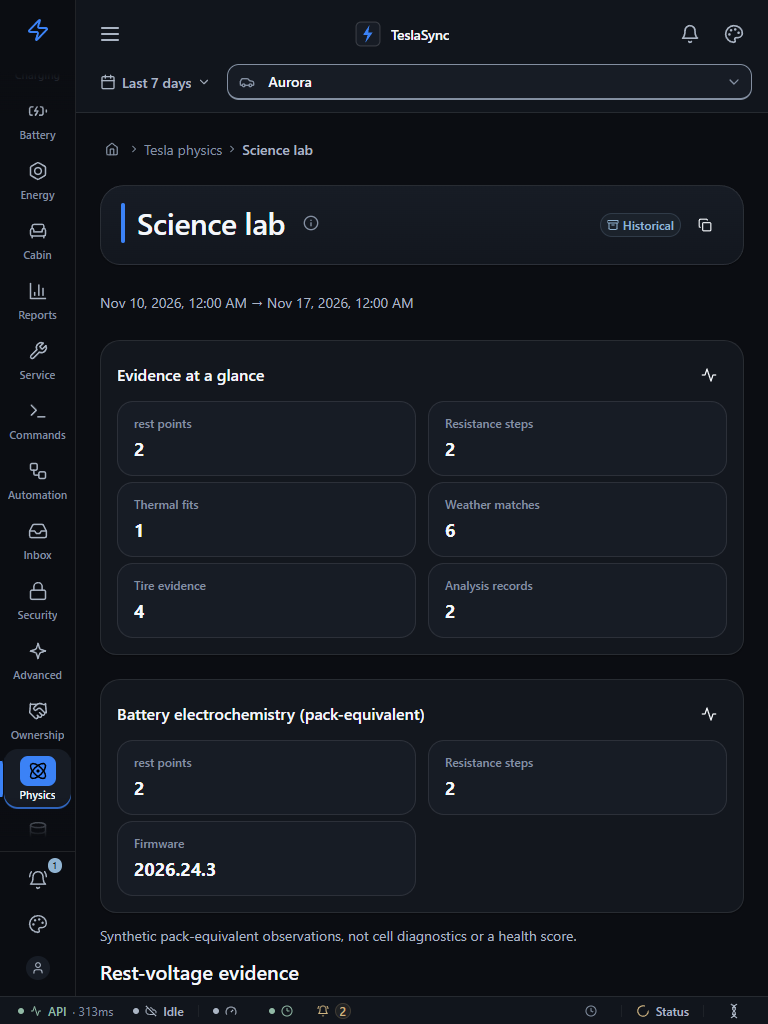 TeslaSync
Last 7 days
Aurora
Charging
Battery
Energy
Cabin
Reports
Service
Commands
Automation
Inbox
Security
Advanced
Ownership
Physics
1
Tesla physics
Science lab
Science lab
Historical
Nov 10, 2026, 12:00 AM → Nov 17, 2026, 12:00 AM
Evidence at a glance
rest points
2
Resistance steps
2
Thermal fits
1
Weather matches
6
Tire evidence
4
Analysis records
2
Battery electrochemistry (pack-equivalent)
rest points
2
Resistance steps
2
Firmware
2026.24.3
Synthetic pack-equivalent observations, not cell diagnostics or a health score.
Rest-voltage evidence
API · 313ms
Idle
2
Status